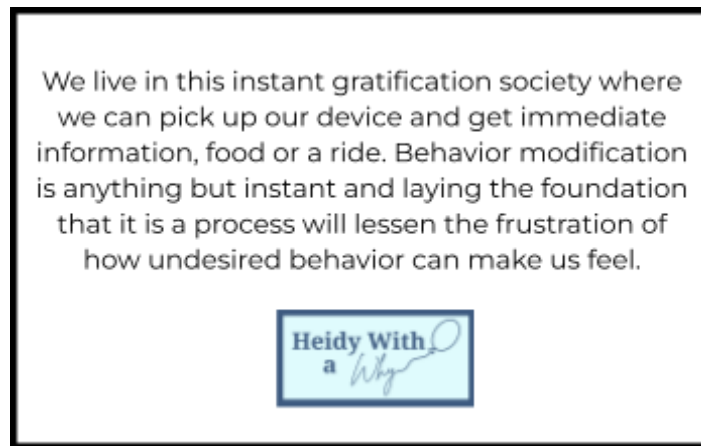 We live in this instant gratification society where
we can pick up our device and get immediate
information, food or a ride. Behavior modification
is anything but instant and laying the foundation
that it is a process will lessen the frustration of
how undesired behavior can make us feel.
Heidy With
a Why